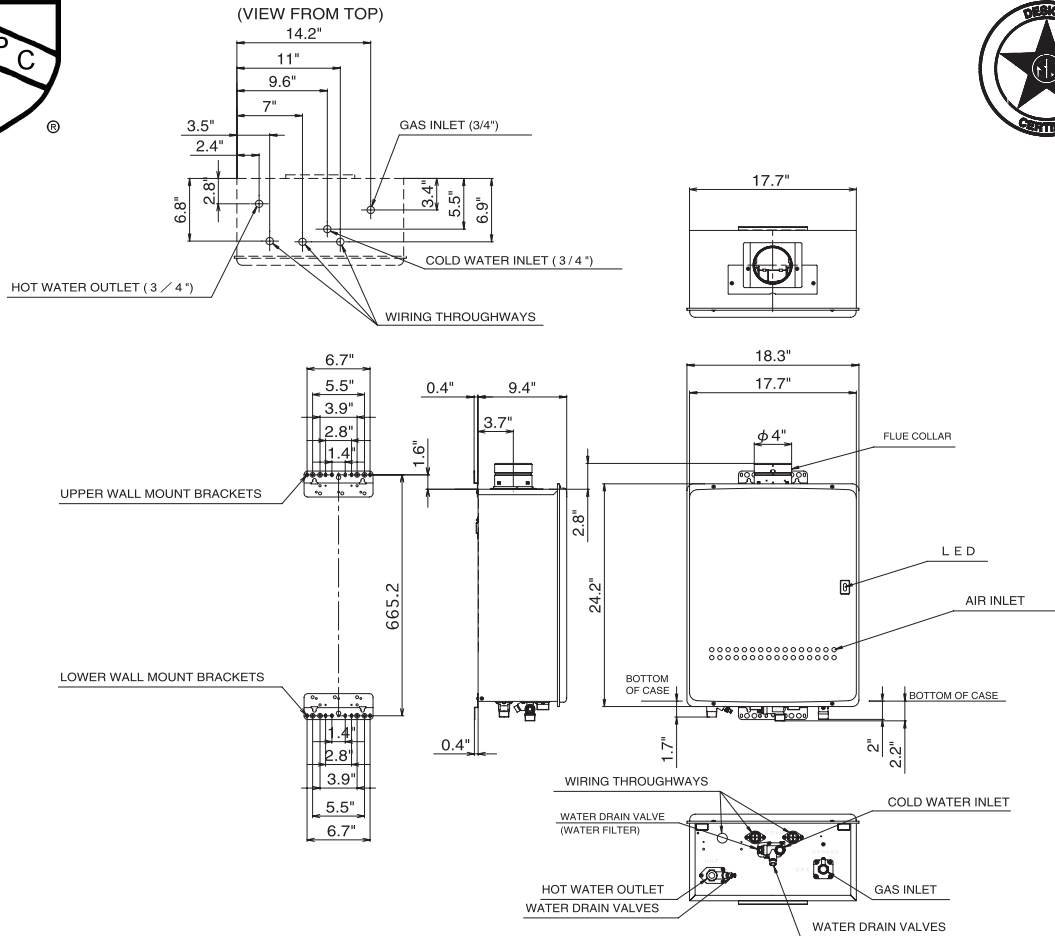 (VIEW FROM TOP)
14.2"
11"
9.6"
7"
3.5"
2.4"
GAS INLET (3/4")
6.8"
2.8"
3.4"
5.5"
6.9"
COLD WATER INLET ( 3 / 4 ")
HOT WATER OUTLET ( 3 ／ 4 ")
WIRING THROUGHWAYS
P C
®
DESIGN
CERTI
17.7"
6.7"
5.5"
3.9"
2.8"
1.4"
UPPER WALL MOUNT BRACKETS
665.2
LOWER WALL MOUNT BRACKETS
1.4"
2.8"
3.9"
5.5"
6.7"
0.4"
9.4"
3.7"
1.6"
2.8"
0.4"
18.3"
17.7"
φ 4"
FLUE COLLAR
24.2"
L E D
AIR INLET
BOTTOM
OF CASE
BOTTOM OF CASE
1.7"
2"
2.2"
WIRING THROUGHWAYS
COLD WATER INLET
WATER DRAIN VALVE
(WATER FILTER)
HOT WATER OUTLET
GAS INLET
WATER DRAIN VALVES
WATER DRAIN VALVES